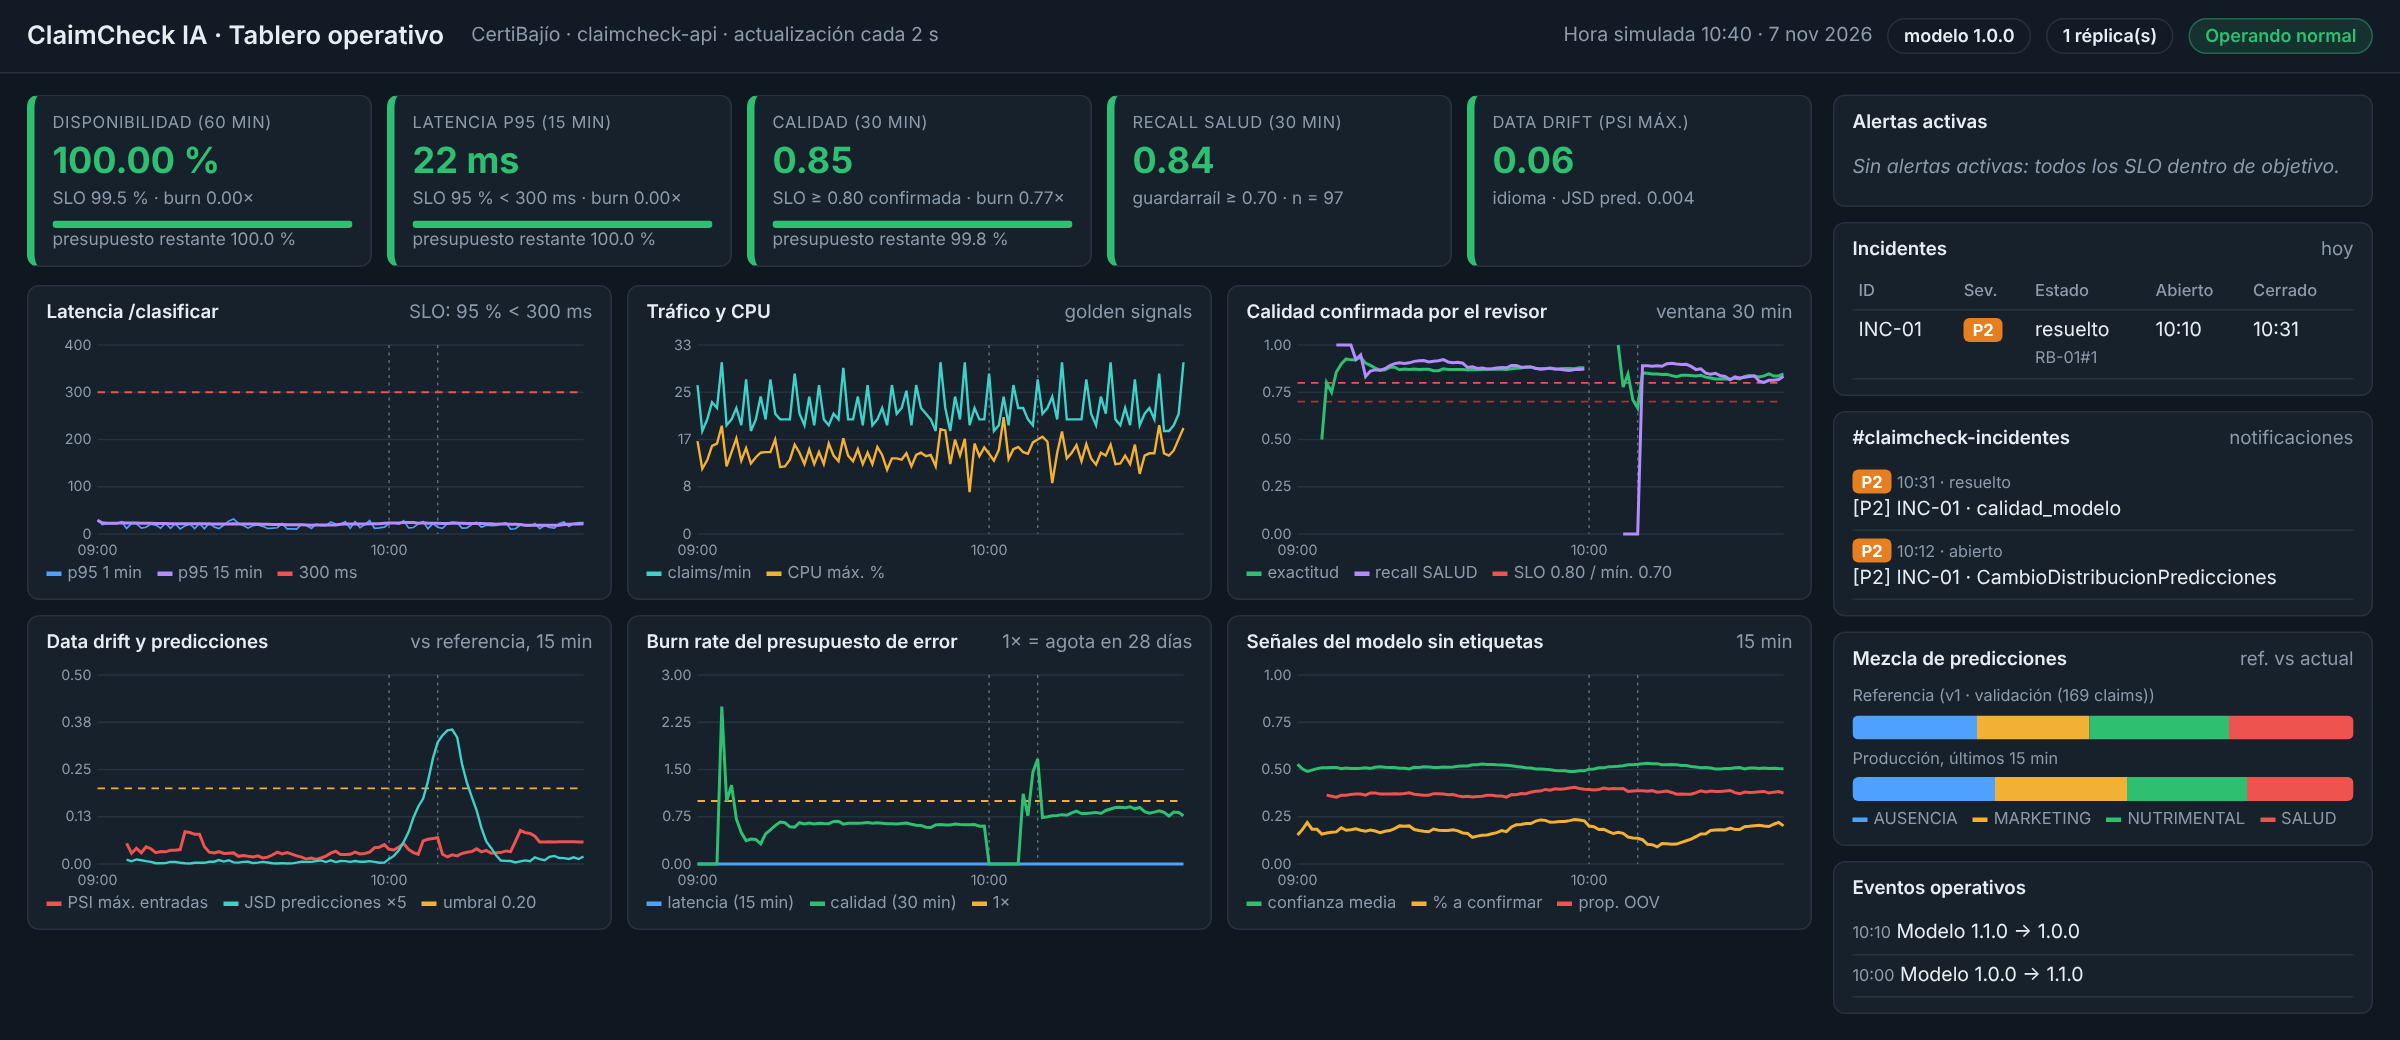 ClaimCheck IA · Tablero operativo
CertiBajío · claimcheck-api · actualización cada 2 s
Hora simulada 10:40 · 7 nov 2026
modelo 1.0.0
1 réplica(s)
Operando normal
DISPONIBILIDAD (60 MIN)
100.00 %
SLO 99.5 % · burn 0.00×
presupuesto restante 100.0 %
LATENCIA P95 (15 MIN)
22 ms
SLO 95 % < 300 ms · burn 0.00×
presupuesto restante 100.0 %
CALIDAD (30 MIN)
0.85
SLO ≥ 0.80 confirmada · burn 0.77×
presupuesto restante 99.8 %
RECALL SALUD (30 MIN)
0.84
guardarraíl ≥ 0.70 · n = 97
DATA DRIFT (PSI MÁX.)
0.06
idioma · JSD pred. 0.004
Latencia /clasificar
SLO: 95 % < 300 ms
400
300
200
100
0
09:00 10:00
p95 1 min p95 15 min 300 ms
Tráfico y CPU
golden signals
33
25
17
8
0
09:00 10:00
claims/min CPU máx. %
Calidad confirmada por el revisor
ventana 30 min
1.00
0.75
0.50
0.25
0.00
09:00 10:00
exactitud recall SALUD SLO 0.80 / mín. 0.70
Data drift y predicciones
vs referencia, 15 min
0.50
0.38
0.25
0.13
0.00
09:00 10:00
PSI máx. entradas JSD predicciones ×5 umbral 0.20
Burn rate del presupuesto de error
1× = agota en 28 días
3.00
2.25
1.50
0.75
0.00
09:00 10:00
latencia (15 min) calidad (30 min) 1×
Señales del modelo sin etiquetas
15 min
1.00
0.75
0.50
0.25
0.00
09:00 10:00
confianza media % a confirmar prop. OOV
Alertas activas
Sin alertas activas: todos los SLO dentro de objetivo.
Incidentes
hoy
ID Sev. Estado Abierto Cerrado
INC-01 P2 resuelto 10:10 10:31
RB-01#1
#claimcheck-incidentes
notificaciones
P2 10:31 · resuelto
[P2] INC-01 · calidad_modelo
P2 10:12 · abierto
[P2] INC-01 · CambioDistribucionPredicciones
Mezcla de predicciones
ref. vs actual
Referencia (v1 · validación (169 claims))
Producción, últimos 15 min
AUSENCIA MARKETING NUTRIMENTAL SALUD
Eventos operativos
10:10 Modelo 1.1.0 → 1.0.0
10:00 Modelo 1.0.0 → 1.1.0